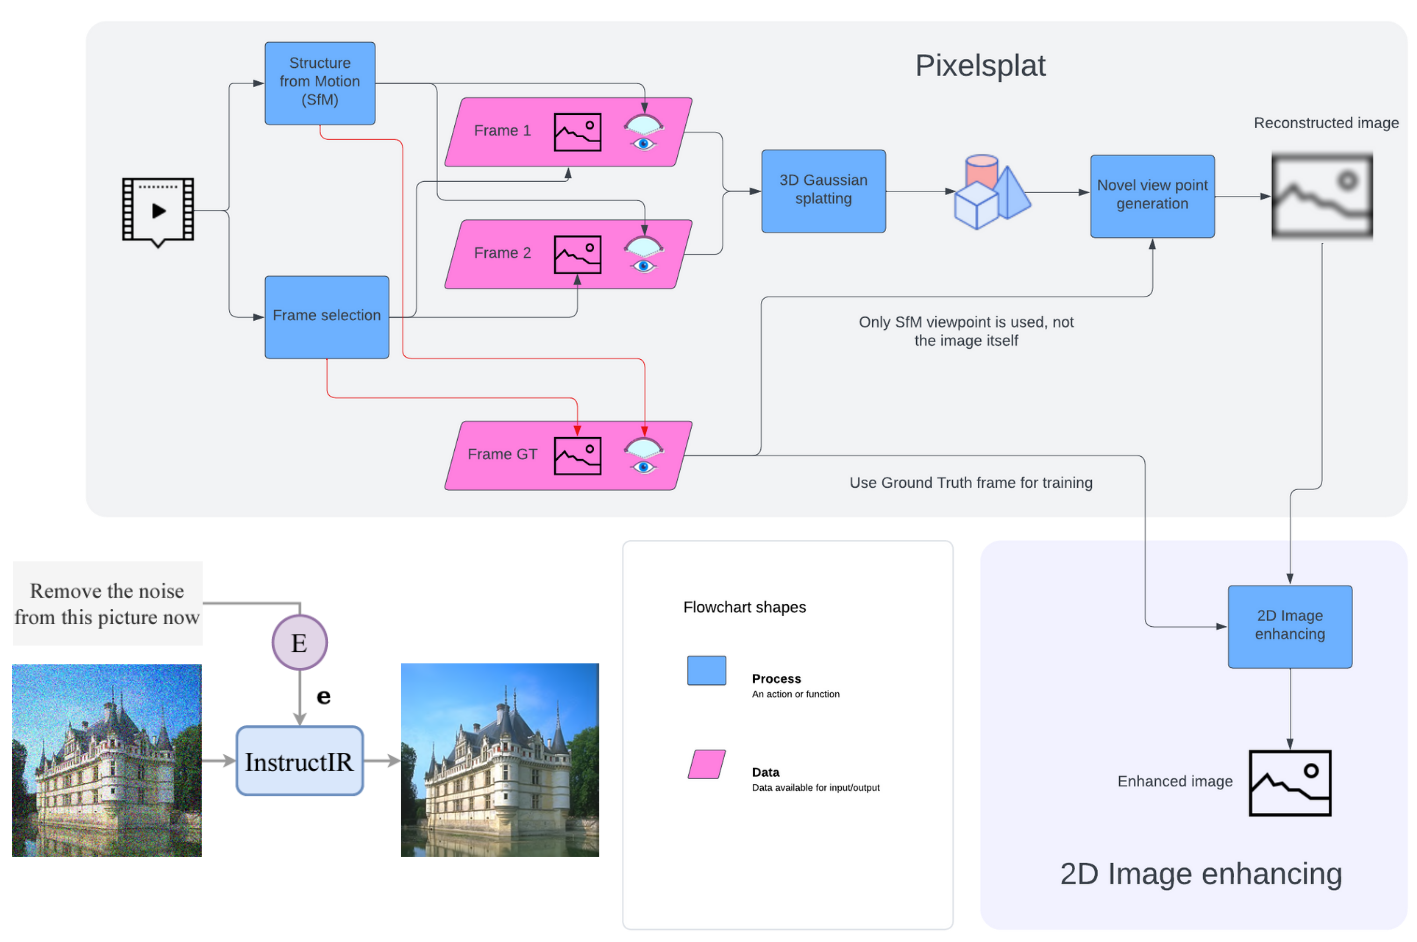 Pixelsplat
Structure
from Motion
(SfM)
Frame 1
Reconstructed image
3D Gaussian
splatting
Novel view point
generation
Frame 2
Frame selection
Only SfM viewpoint is used, not
the image itself
Frame GT
Use Ground Truth frame for training
Remove the noise
from this picture now
E
e
InstructIR
Flowchart shapes
Process
An action or function
Data
Data available for input/output
2D Image
enhancing
Enhanced image
2D Image enhancing